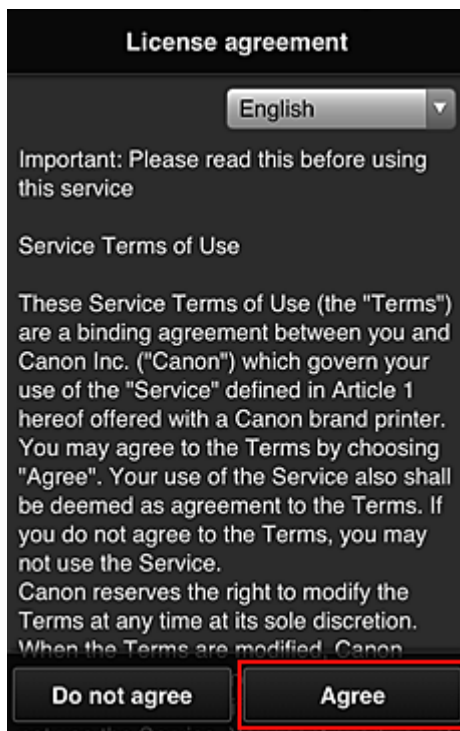 License agreement
English
Important: Please read this before using
this service
Service Terms of Use
These Service Terms of Use (the "Terms")
are a binding agreement between you and
Canon Inc. ("Canon") which govern your
use of the "Service" defined in Article 1
hereof offered with a Canon brand printer.
You may agree to the Terms by choosing
"Agree". Your use of the Service also shall
be deemed as agreement to the Terms. If
you do not agree to the Terms, you may
not use the Service.
Canon reserves the right to modify the
Terms at any time at its sole discretion.
When the Terms are modified, Canon
Do not agree
Agree